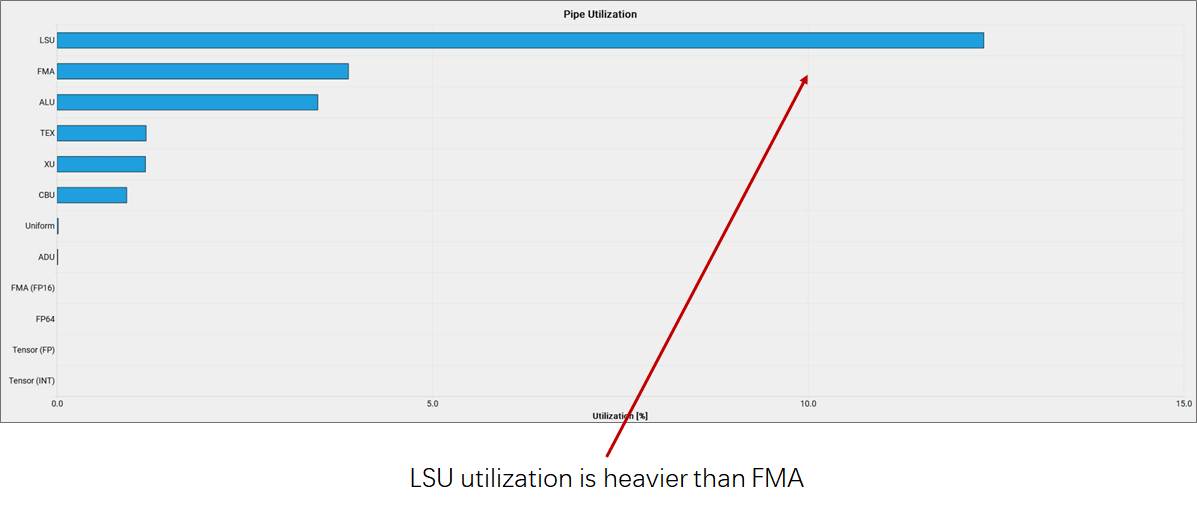 Pipe Utilization
LSU
FMA
ALU
TEX
XU
CBU
Uniform
ADU
FMA (FP16)
FP64
Tensor (FP)
Tensor (INT)
0.0 5.0 10.0 15.0
Utilization [%]
LSU utilization is heavier than FMA